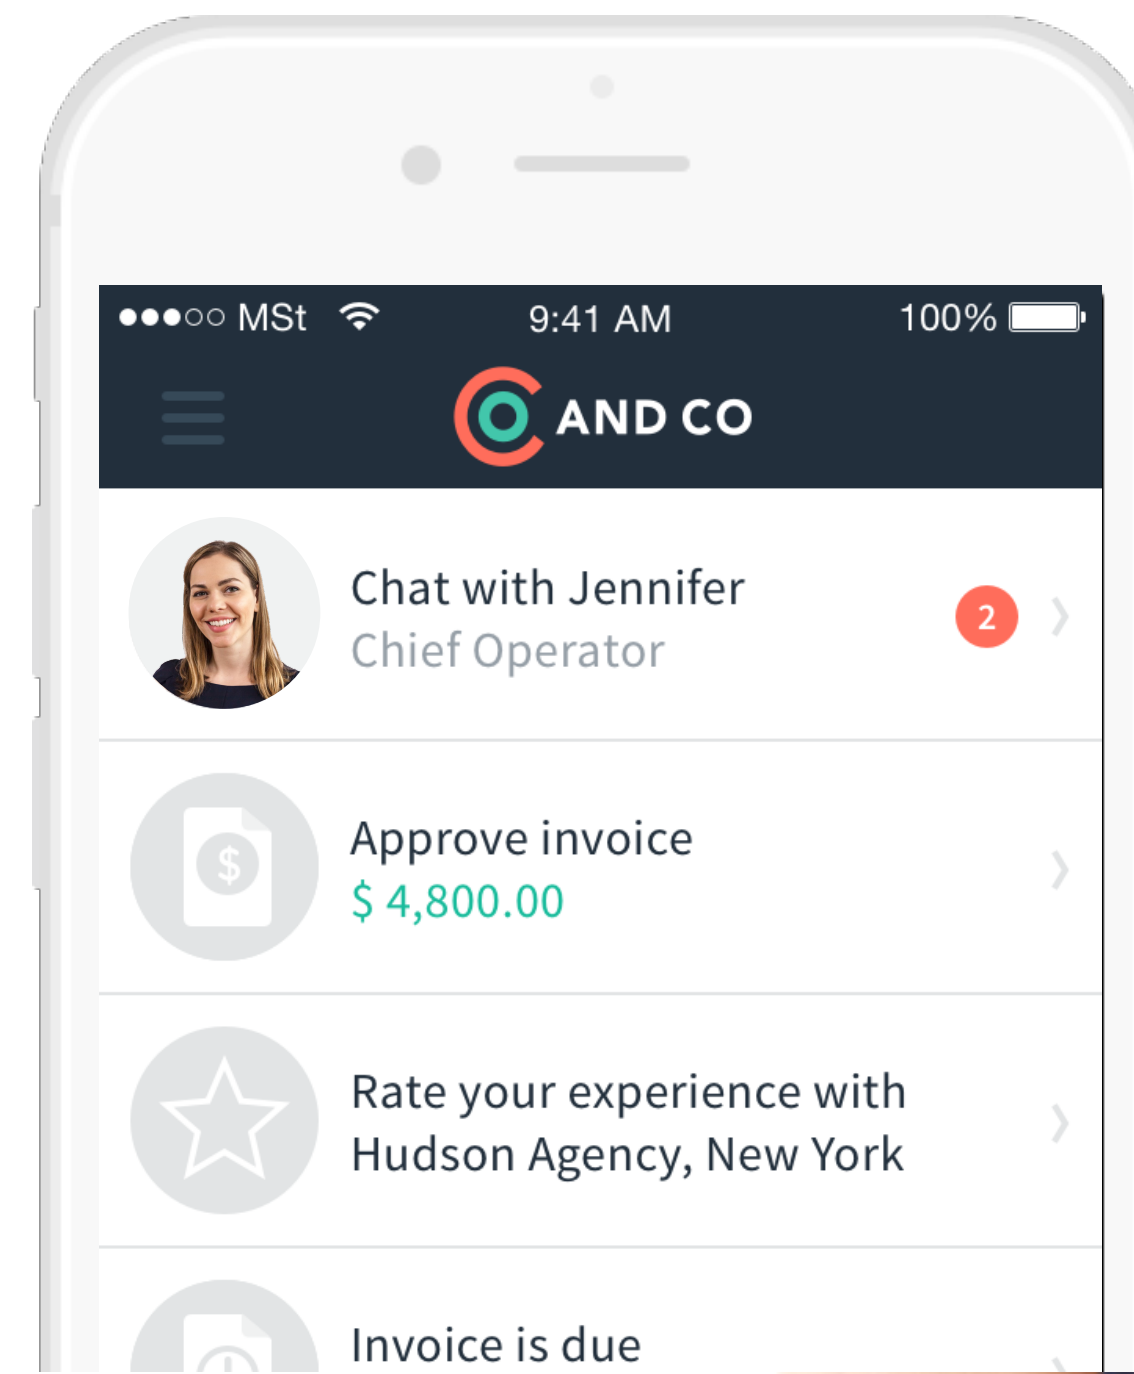 MSt 9:41 AM 100%
AND CO
Chat with Jennifer
Chief Operator
2
$
Approve invoice
$ 4,800.00
Rate your experience with
Hudson Agency, New York
Invoice is due